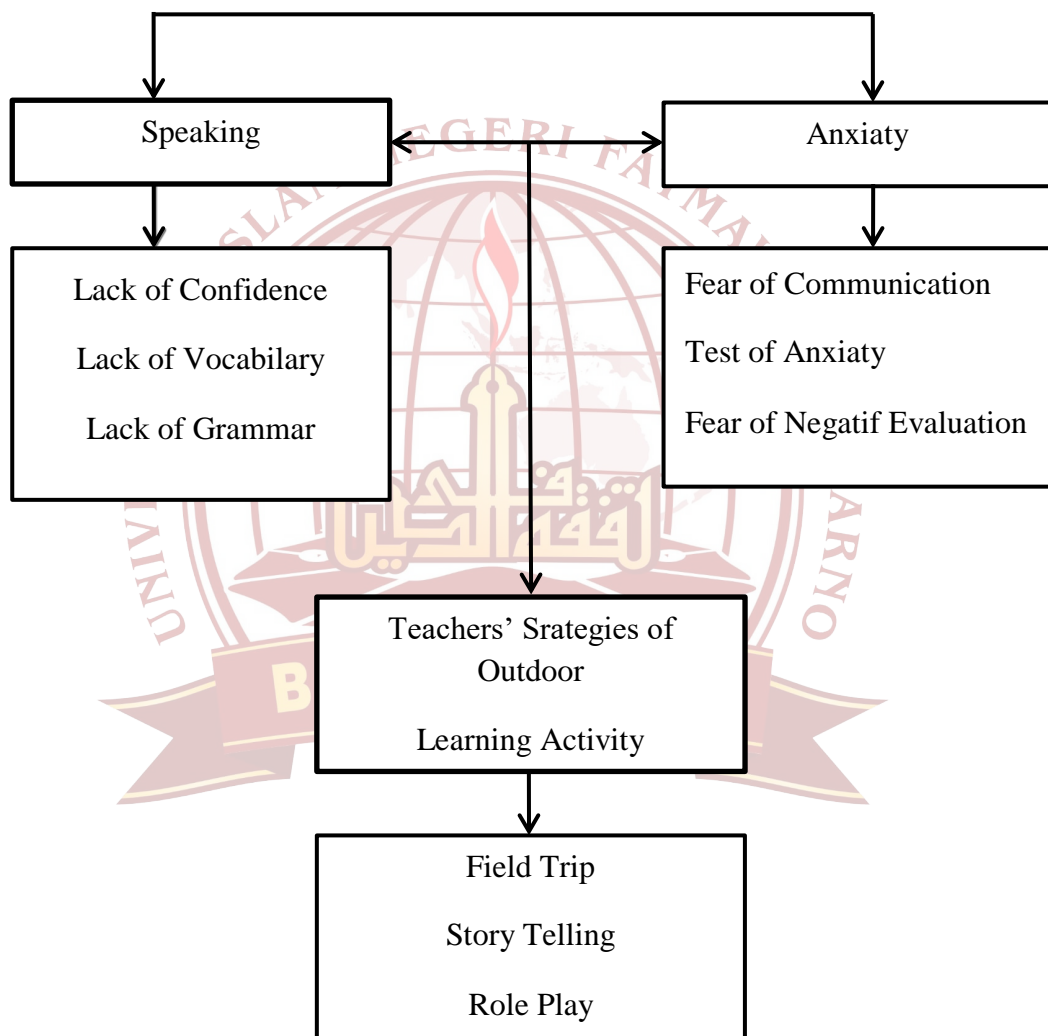 Speaking
Anxiaty
Lack of Confidence
Lack of Vocabilary
Lack of Grammar
Fear of Communication
Test of Anxiaty
Fear of Negatif Evaluation
Teachers’ Srategies of
Outdoor
Learning Activity
Field Trip
Story Telling
Role Play